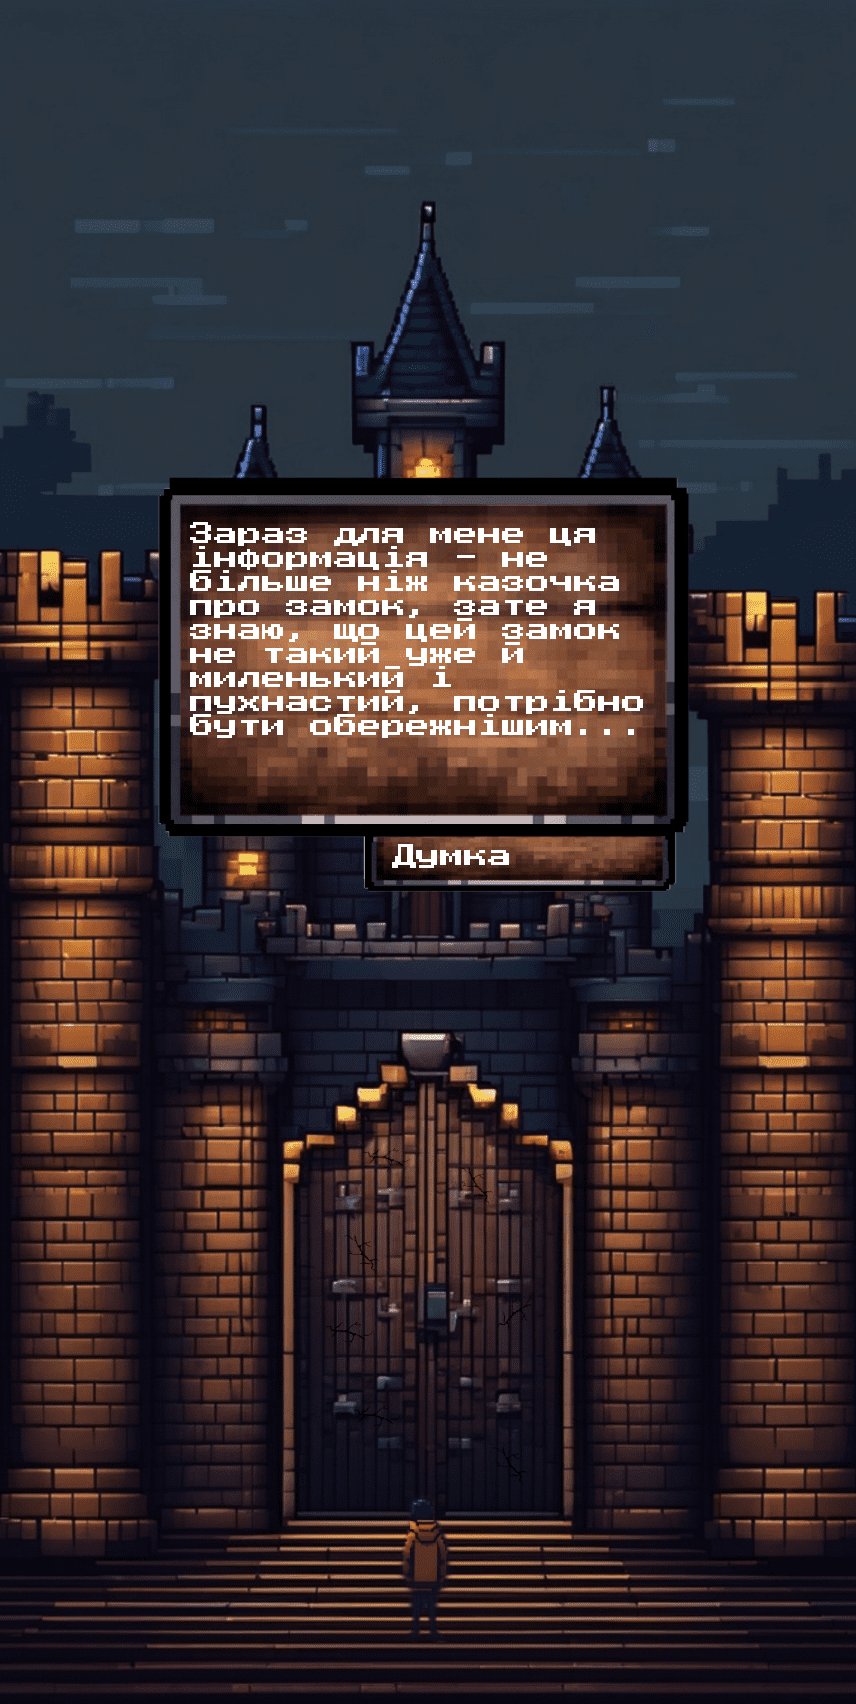 Зараз для мене ця
інформація - не
більше ніж казочка
про замок, зате я
знаю, що цей замок
не такий уже й
миленький і
пухнастий, потрібно
бути обережнішим...
Думка